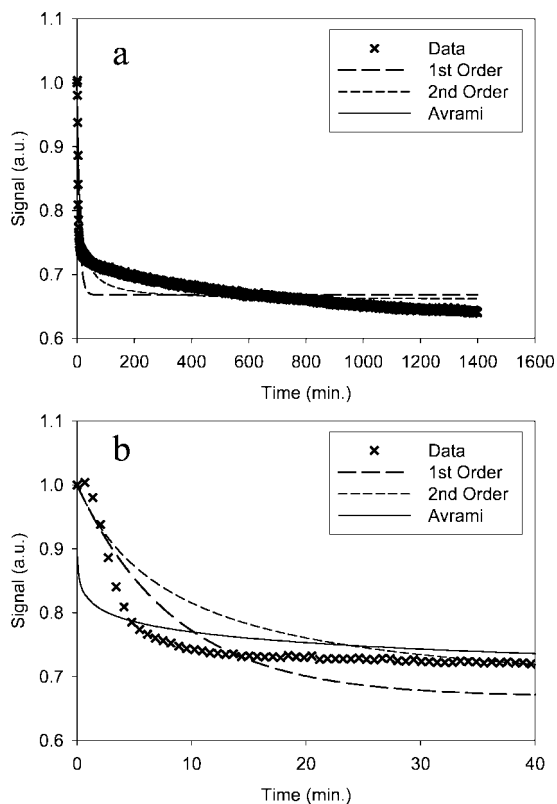 a
Data
1st Order
2nd Order
Avrami
1.1
1.0
0.9
0.8
0.7
0.6
Signal (a.u.)
0 200 400 600 800 1000 1200 1400 1600
Time (min.)
b
Data
1st Order
2nd Order
Avrami
1.1
1.0
0.9
0.8
0.7
0.6
Signal (a.u.)
0 10 20 30 40
Time (min.)